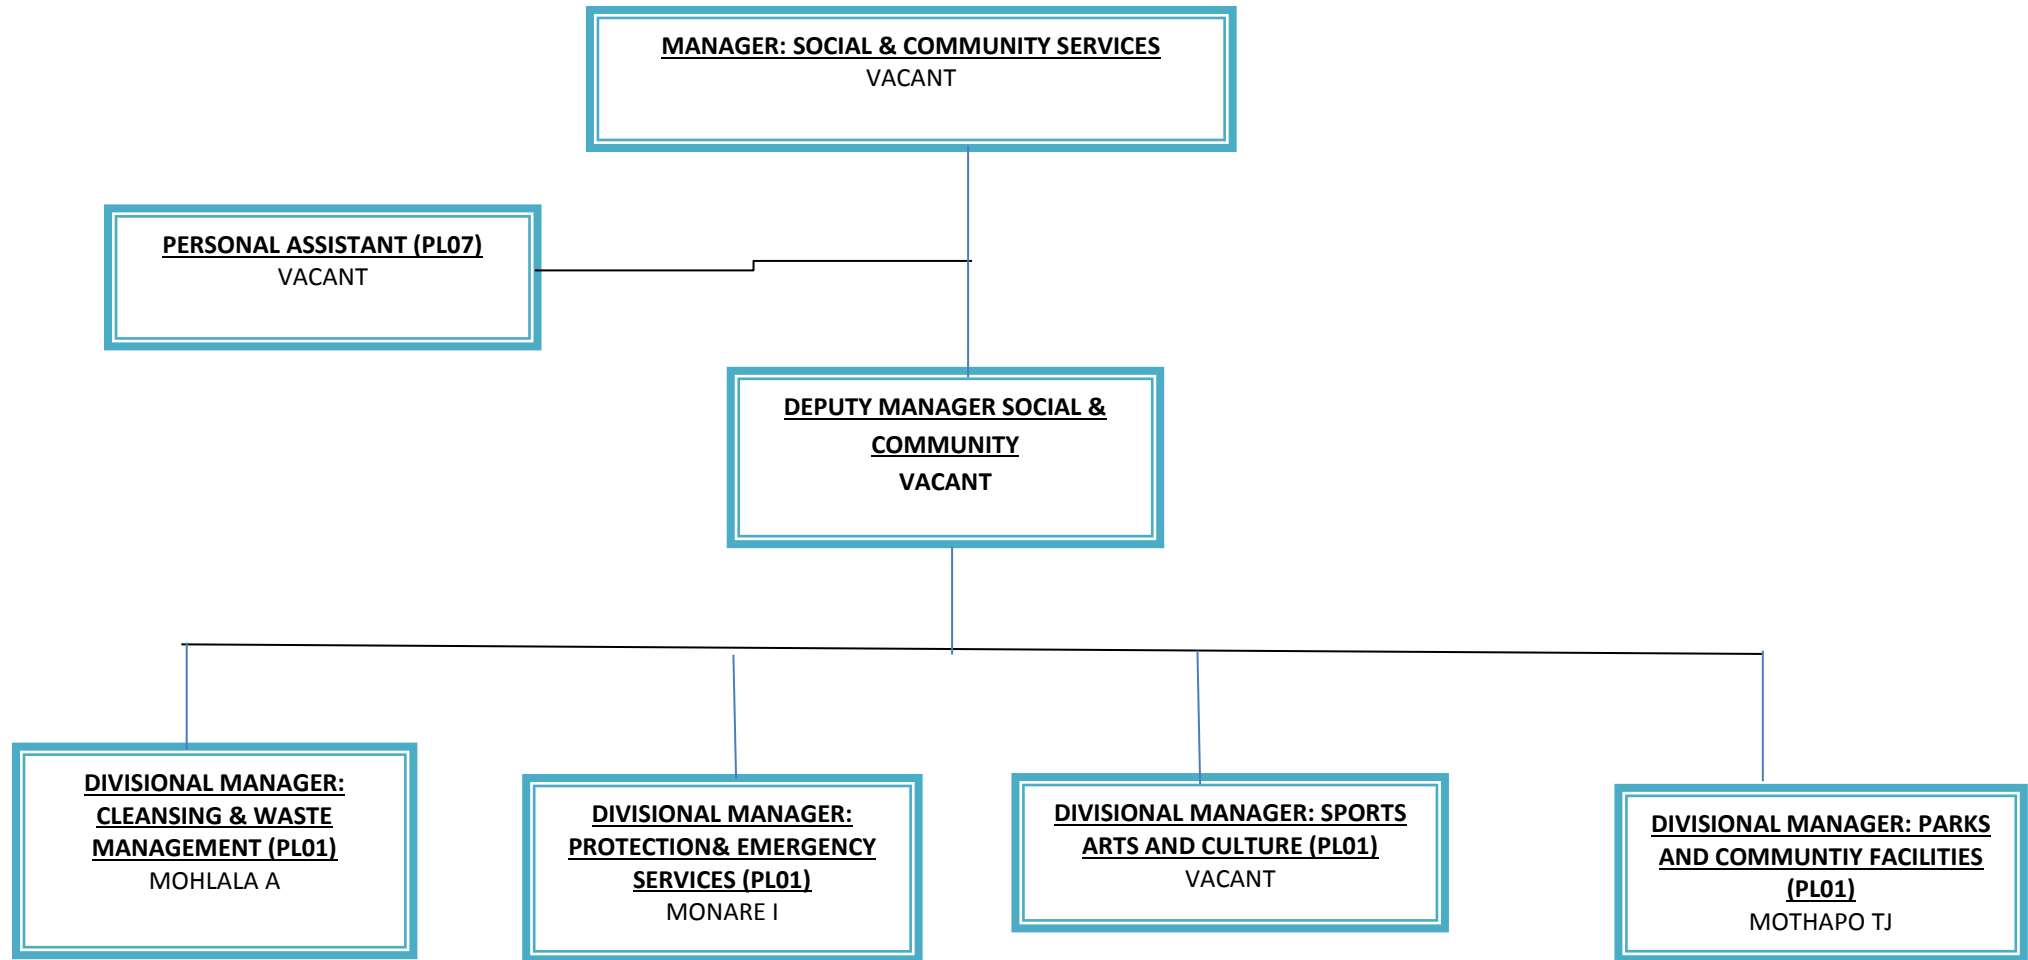 MANAGER: SOCIAL & COMMUNITY SERVICES
VACANT
PERSONAL ASSISTANT (PL07)
VACANT
DEPUTY MANAGER SOCIAL &
COMMUNITY
VACANT
DIVISIONAL MANAGER:
CLEANSING & WASTE
MANAGEMENT (PL01)
MOHLALA A
DIVISIONAL MANAGER:
PROTECTION& EMERGENCY
SERVICES (PL01)
MONARE I
DIVISIONAL MANAGER: SPORTS
ARTS AND CULTURE (PL01)
VACANT
DIVISIONAL MANAGER: PARKS
AND COMMUNTIY FACILITIES
(PL01)
MOTHAPO TJ